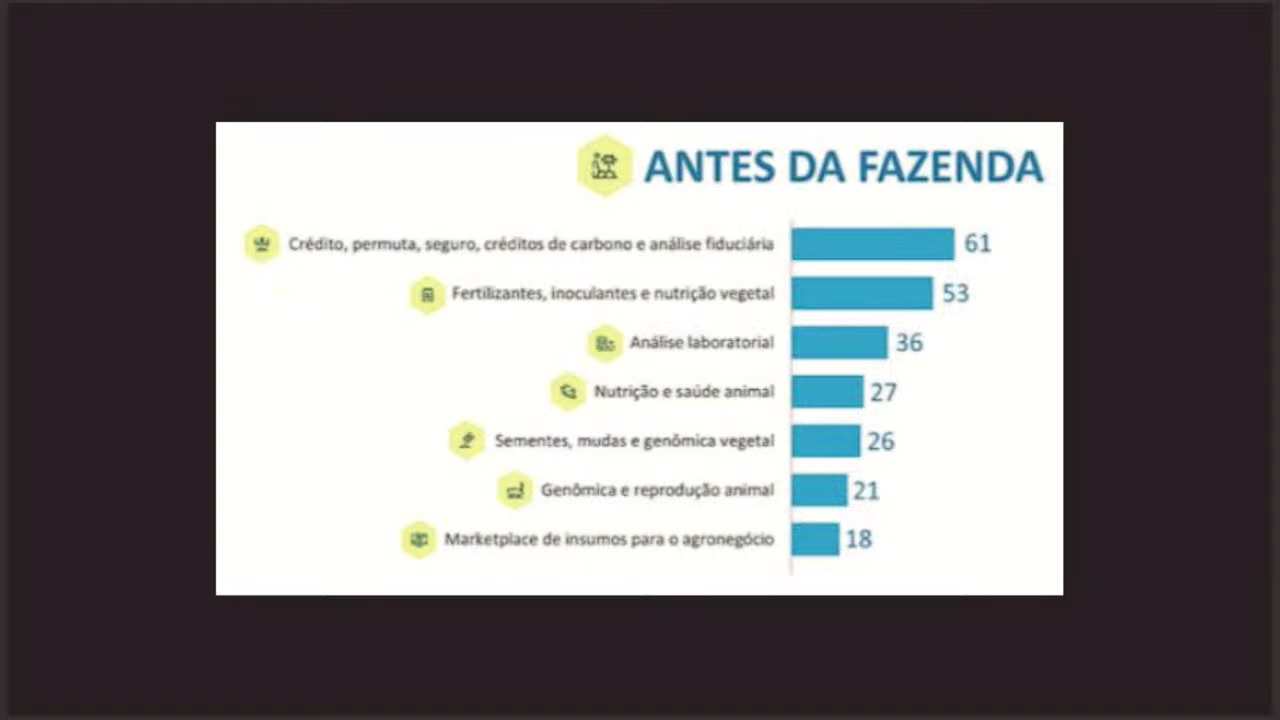 ANTES DA FAZENDA
Crédito, permuta, seguro, créditos de carbono e análise fiduciária 61
Fertilizantes, inoculantes e nutrição vegetal 53
Análise laboratorial 36
Nutrição e saúde animal 27
Sementes, mudas e genômica vegetal 26
Genômica e reprodução animal 21
Marketplace de insumos para o agronegócio 18